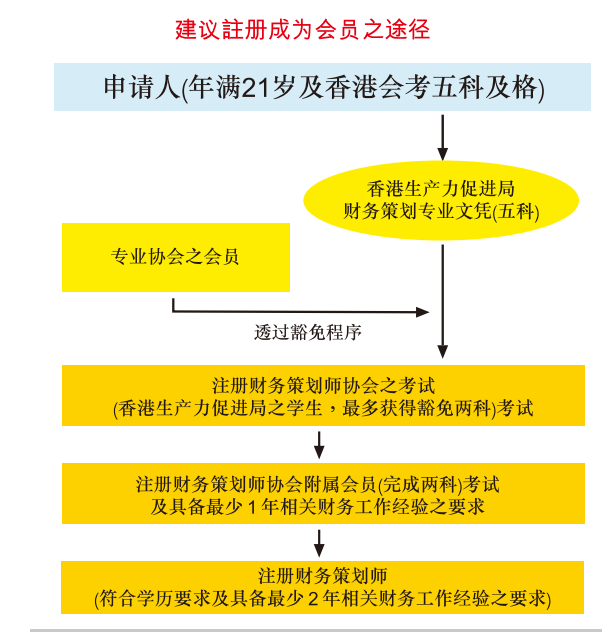 建议註册成为会员之途径
申请人(年满21岁及香港会考五科及格)
香港生产力促进局
财务策划专业文凭(五科)
专业协会之会员
透过豁免程序
注册财务策划师协会之考试
(香港生产力促进局之学生，最多获得豁免两科)考试
注册财务策划师协会附属会员(完成两科)考试
及具备最少 1 年相关财务工作经验之要求
注册财务策划师
(符合学历要求及具备最少 2 年相关财务工作经验之要求)